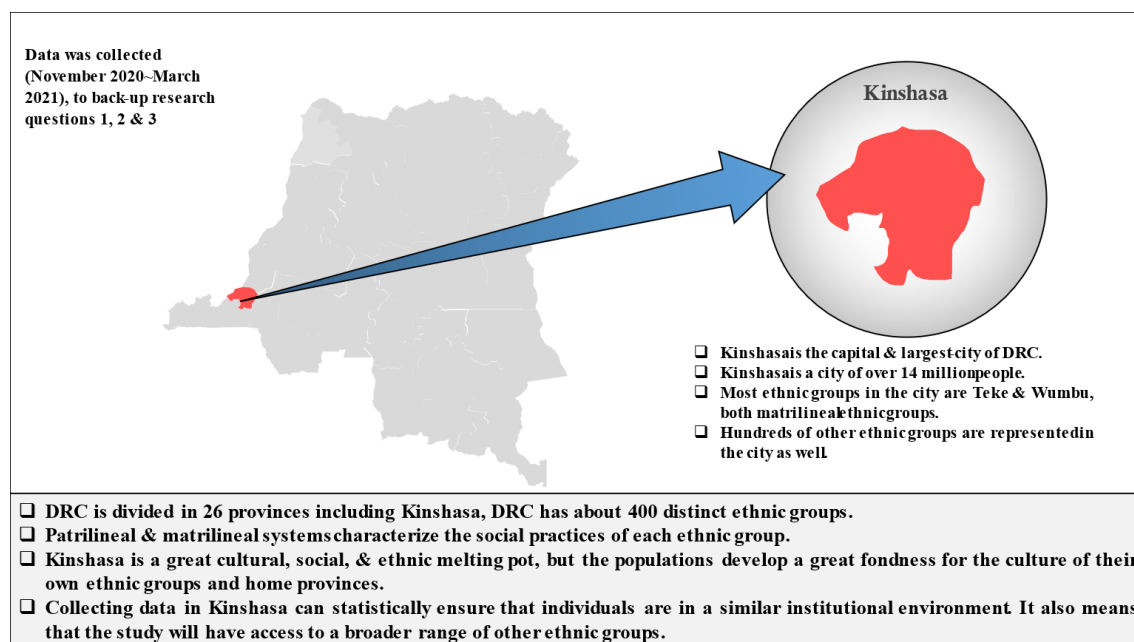 Data was collected
(November 2020~March
2021), to back-up research
questions 1, 2 & 3
Kinshasa
❑ Kinshasais the capital & largest-city of DRC.
❑ Kinshasais a city of over 14 millionpeople.
❑ Most ethnicgroups in the city are Teke & Wumbu,
both matrilinealethnicgroups.
❑ Hundreds of other ethnicgroups are representedin
the city as well.
❑ DRC is divided in 26 provinces including Kinshasa, DRC has about 400 distinct ethnic groups.
❑ Patrilineal & matrilineal systems characterize the social practices of each ethnic group.
❑ Kinshasa is a great cultural, social, & ethnic melting pot, but the populations develop a great fondness for the culture of their
own ethnic groups and home provinces.
❑ Collecting data in Kinshasa can statistically ensure that individuals are in a similar institutional environment. It also means
that the study will have access to a broader range of other ethnic groups.